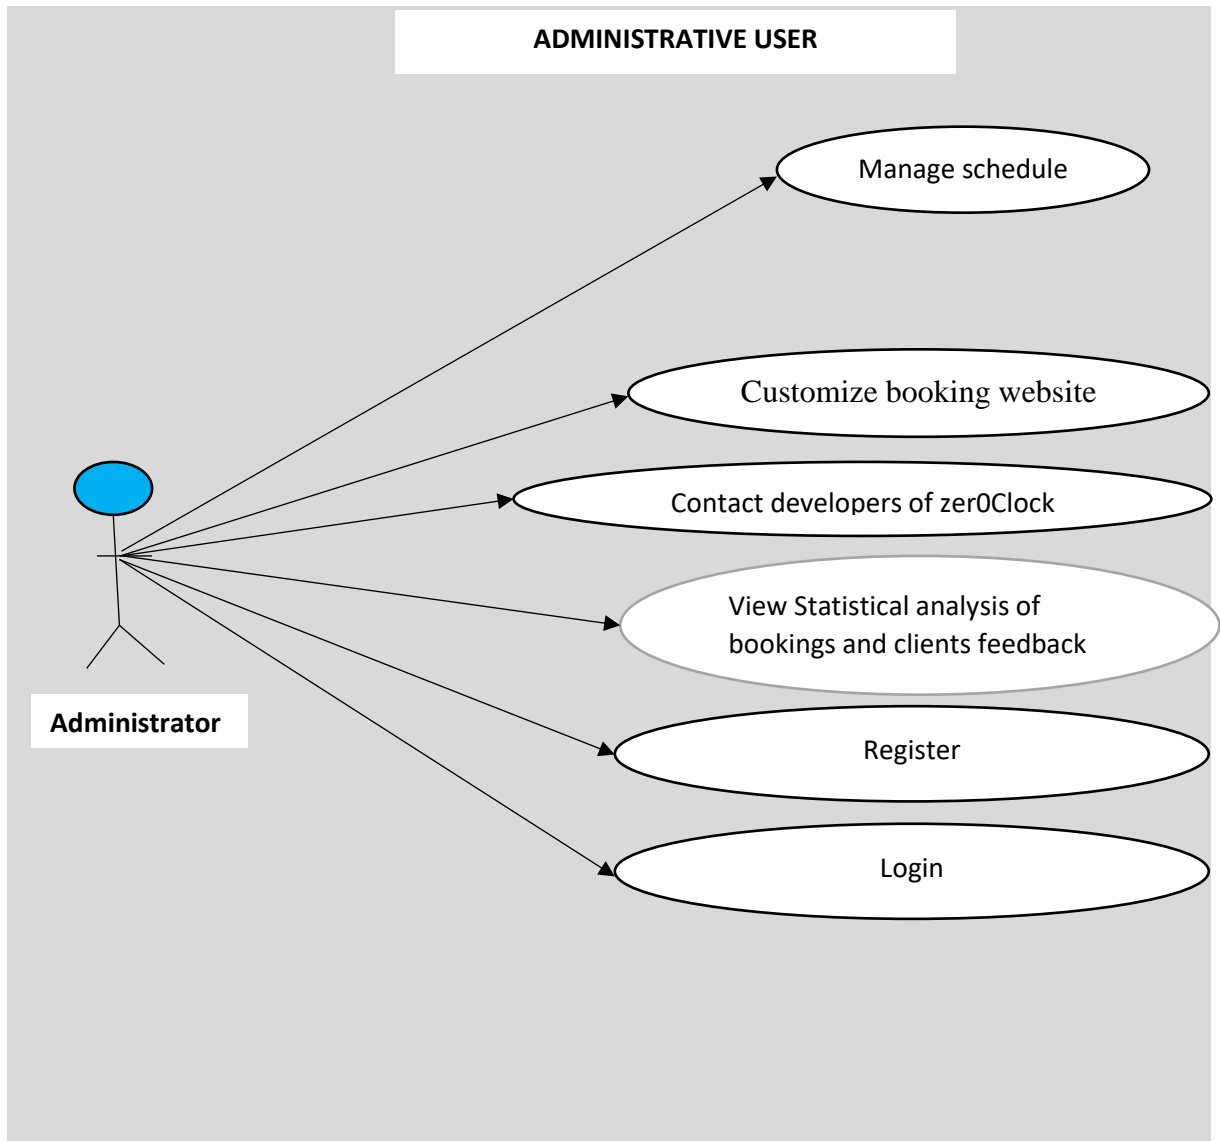 ADMINISTRATIVE USER
Manage schedule
Customize booking website
Contact developers of zer0Clock
View Statistical analysis of
bookings and clients feedback
Administrator
Register
Login